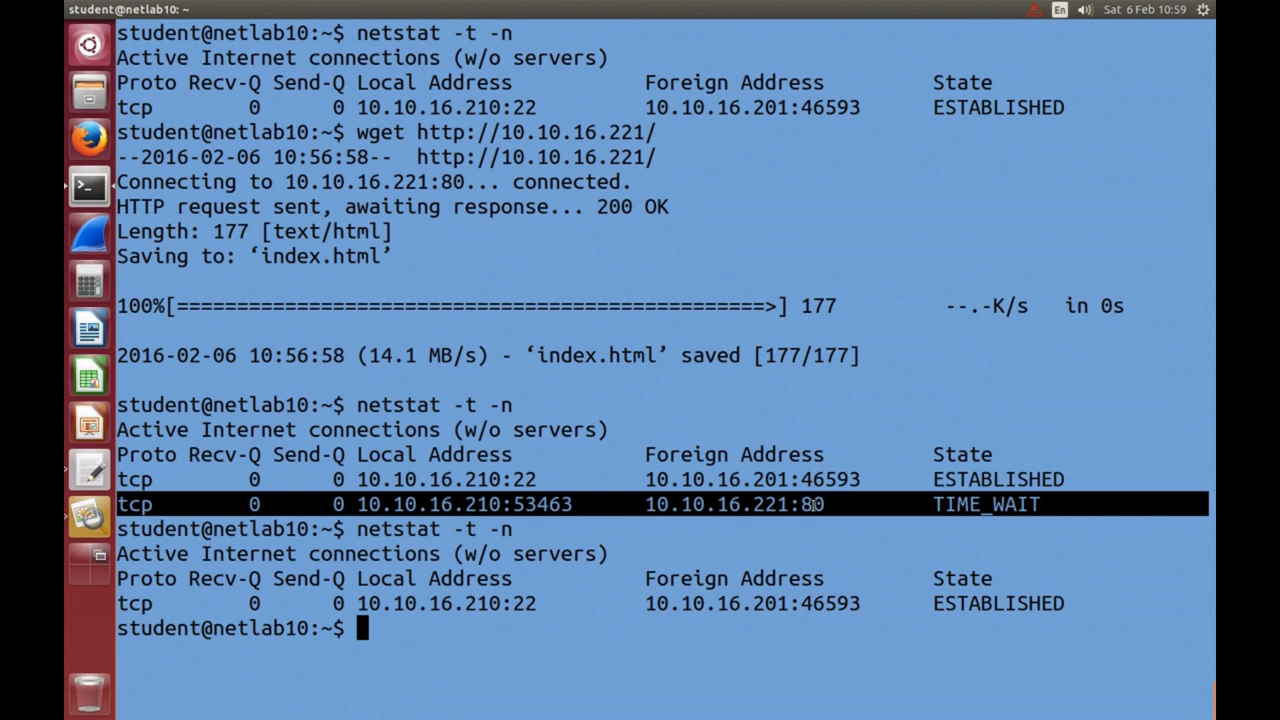 student@netlab10: ~
En
Sat 6 Feb 10:59
student@netlab10:~$ netstat -t -n
Active Internet connections (w/o servers)
Proto Recv-Q Send-Q Local Address           Foreign Address         State
tcp        0      0 10.10.16.210:22         10.10.16.201:46593      ESTABLISHED
student@netlab10:~$ wget http://10.10.16.221/
--2016-02-06 10:56:58--  http://10.10.16.221/
Connecting to 10.10.16.221:80... connected.
HTTP request sent, awaiting response... 200 OK
Length: 177 [text/html]
Saving to: ‘index.html’
100%[=================================================>] 177         --.-K/s   in 0s
2016-02-06 10:56:58 (14.1 MB/s) - ‘index.html’ saved [177/177]
student@netlab10:~$ netstat -t -n
Active Internet connections (w/o servers)
Proto Recv-Q Send-Q Local Address           Foreign Address         State
tcp        0      0 10.10.16.210:22         10.10.16.201:46593      ESTABLISHED
tcp        0      0 10.10.16.210:53463      10.10.16.221:80         TIME_WAIT
student@netlab10:~$ netstat -t -n
Active Internet connections (w/o servers)
Proto Recv-Q Send-Q Local Address           Foreign Address         State
tcp        0      0 10.10.16.210:22         10.10.16.201:46593      ESTABLISHED
student@netlab10:~$